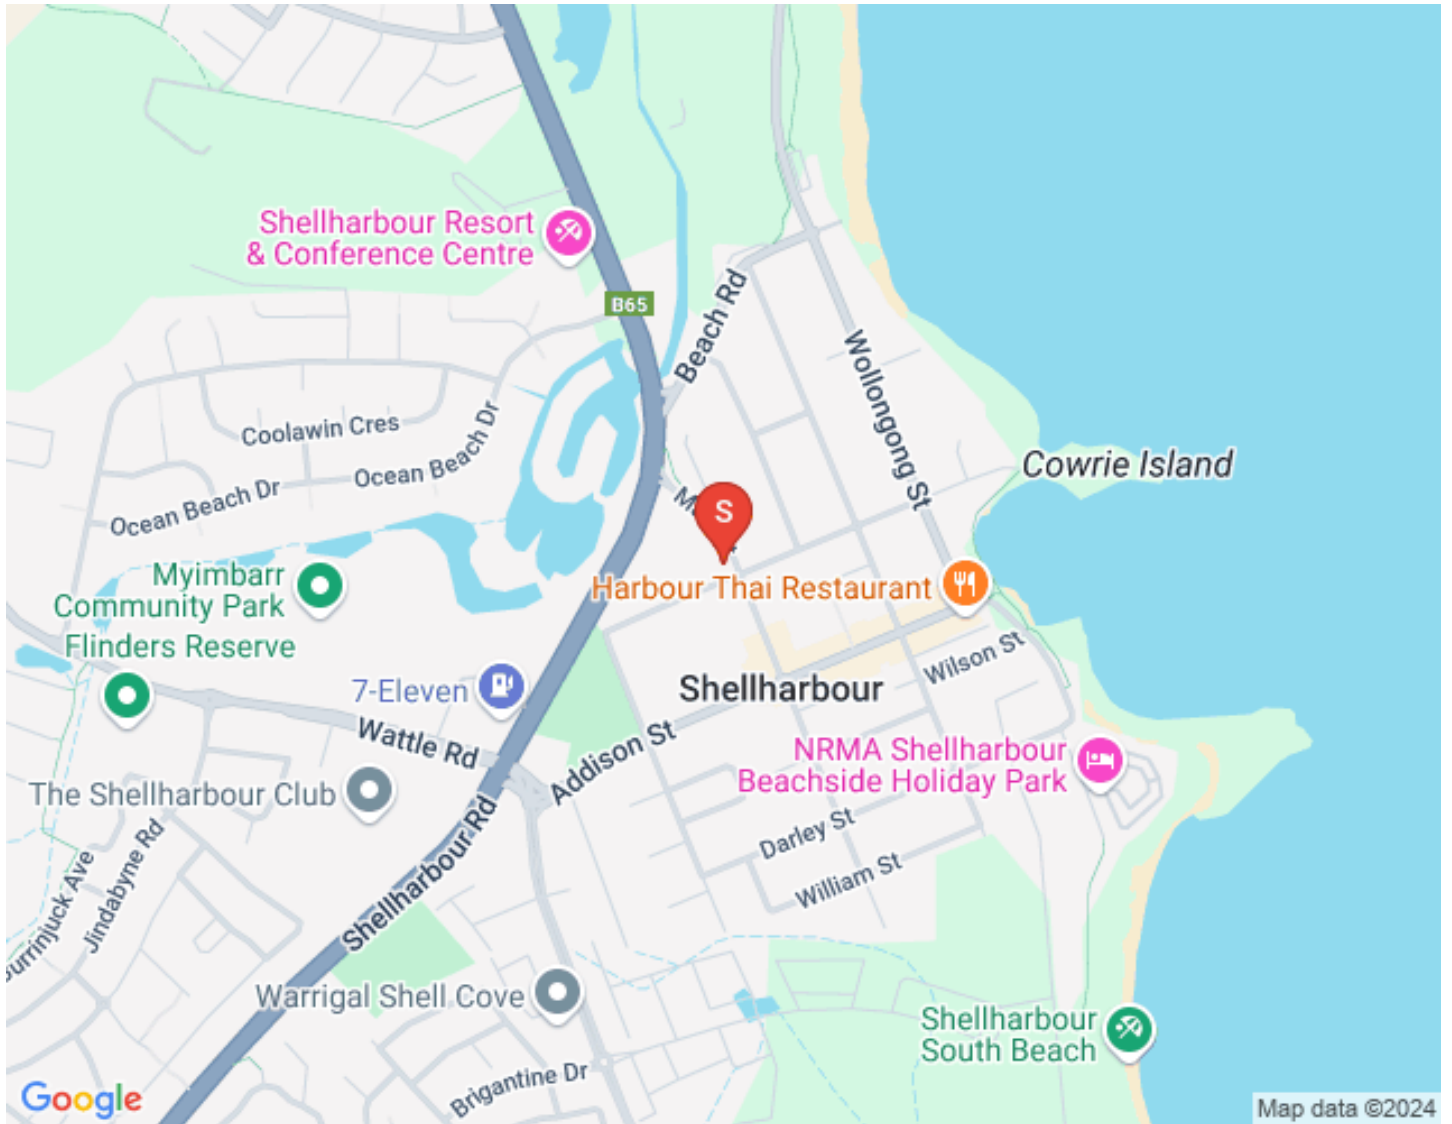 Shellharbour Resort
& Conference Centre
B65
Beach Rd
Wollongong St
Coolawin Cres
Ocean Beach Dr
Ocean Beach Dr
Cowrie Island
S
Myimbarr
Community Park
Harbour Thai Restaurant
Flinders Reserve
Wilson St
7-Eleven
Shellharbour
Wattle Rd
Addison St
NRMA Shellharbour
Beachside Holiday Park
The Shellharbour Club
Darley St
Jindabyne Rd
Shellharbour Rd
William St
Warrigal Shell Cove
Shellharbour
South Beach
Brigantine Dr
Google
Map data ©2024